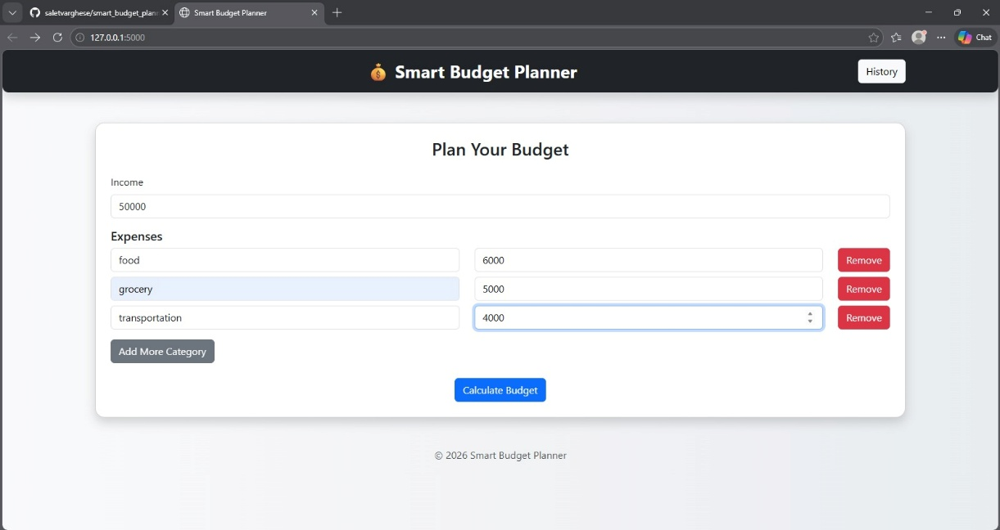 saletvarghese/smart_budget_plann
Smart Budget Planner
127.0.0.1:5000
Chat
Smart Budget Planner
History
Plan Your Budget
Income
50000
Expenses
food 6000 Remove
grocery 5000 Remove
transportation 4000 Remove
Add More Category
Calculate Budget
© 2026 Smart Budget Planner